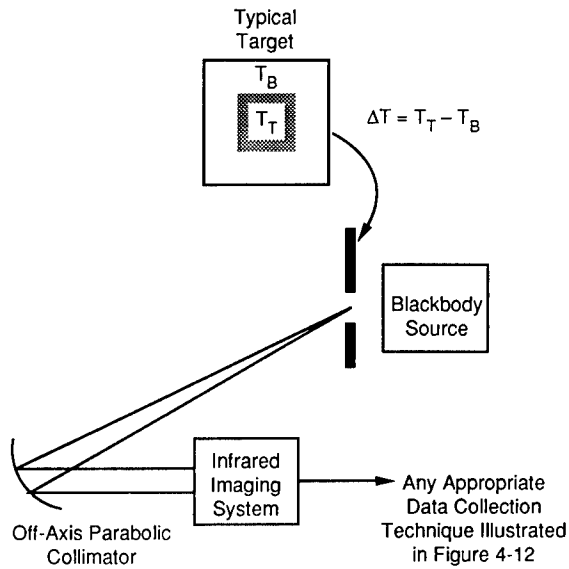 Typical
Target
T_B
T_T
ΔT = T_T – T_B
Blackbody
Source
Infrared
Imaging
System
Any Appropriate
Data Collection
Technique Illustrated
in Figure 4-12
Off-Axis Parabolic
Collimator